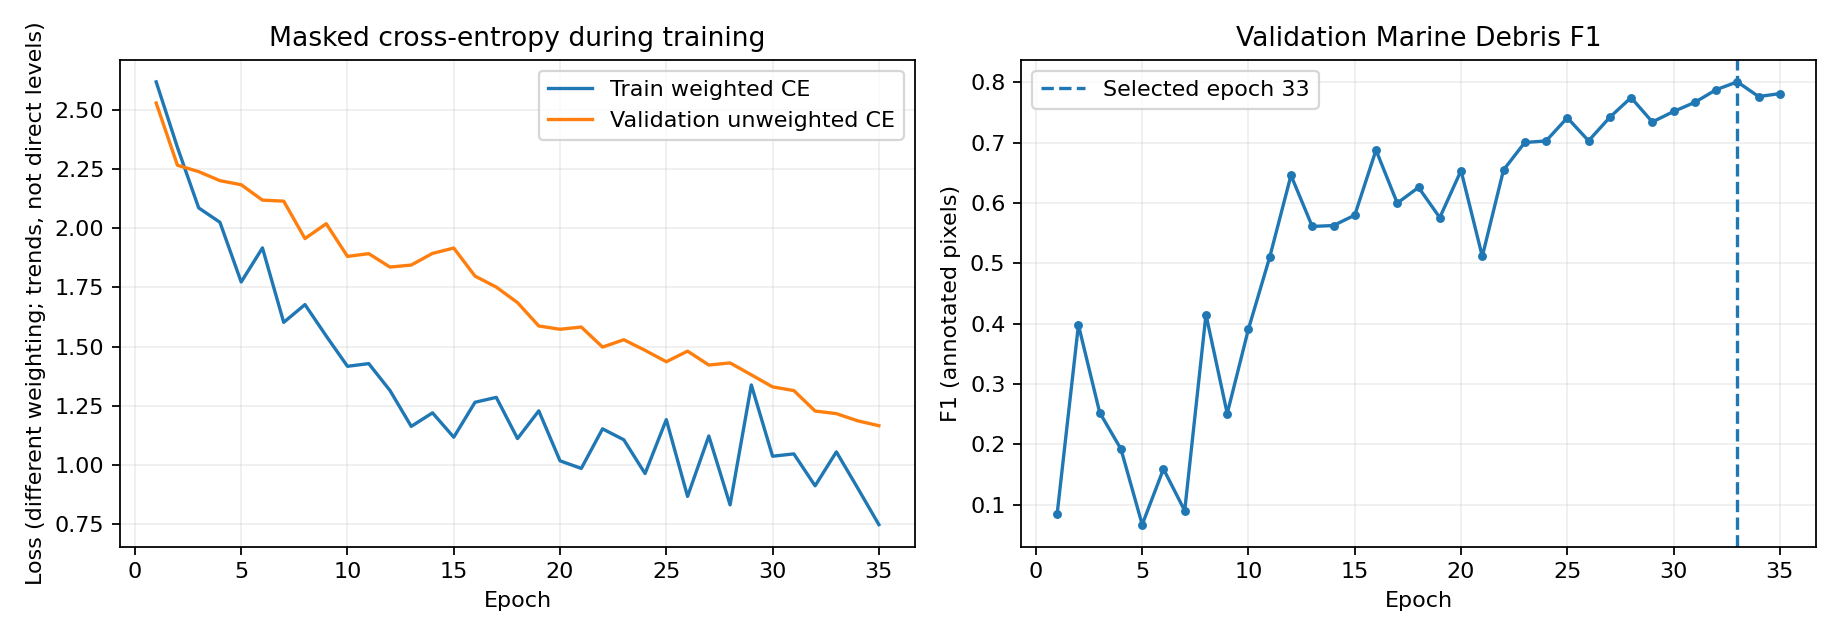 Masked cross-entropy during training
Loss (different weighting; trends, not direct levels)
Train weighted CE
Validation unweighted CE
2.50
2.25
2.00
1.75
1.50
1.25
1.00
0.75
0 5 10 15 20 25 30 35
Epoch
Validation Marine Debris F1
F1 (annotated pixels)
Selected epoch 33
0.8
0.7
0.6
0.5
0.4
0.3
0.2
0.1
0 5 10 15 20 25 30 35
Epoch